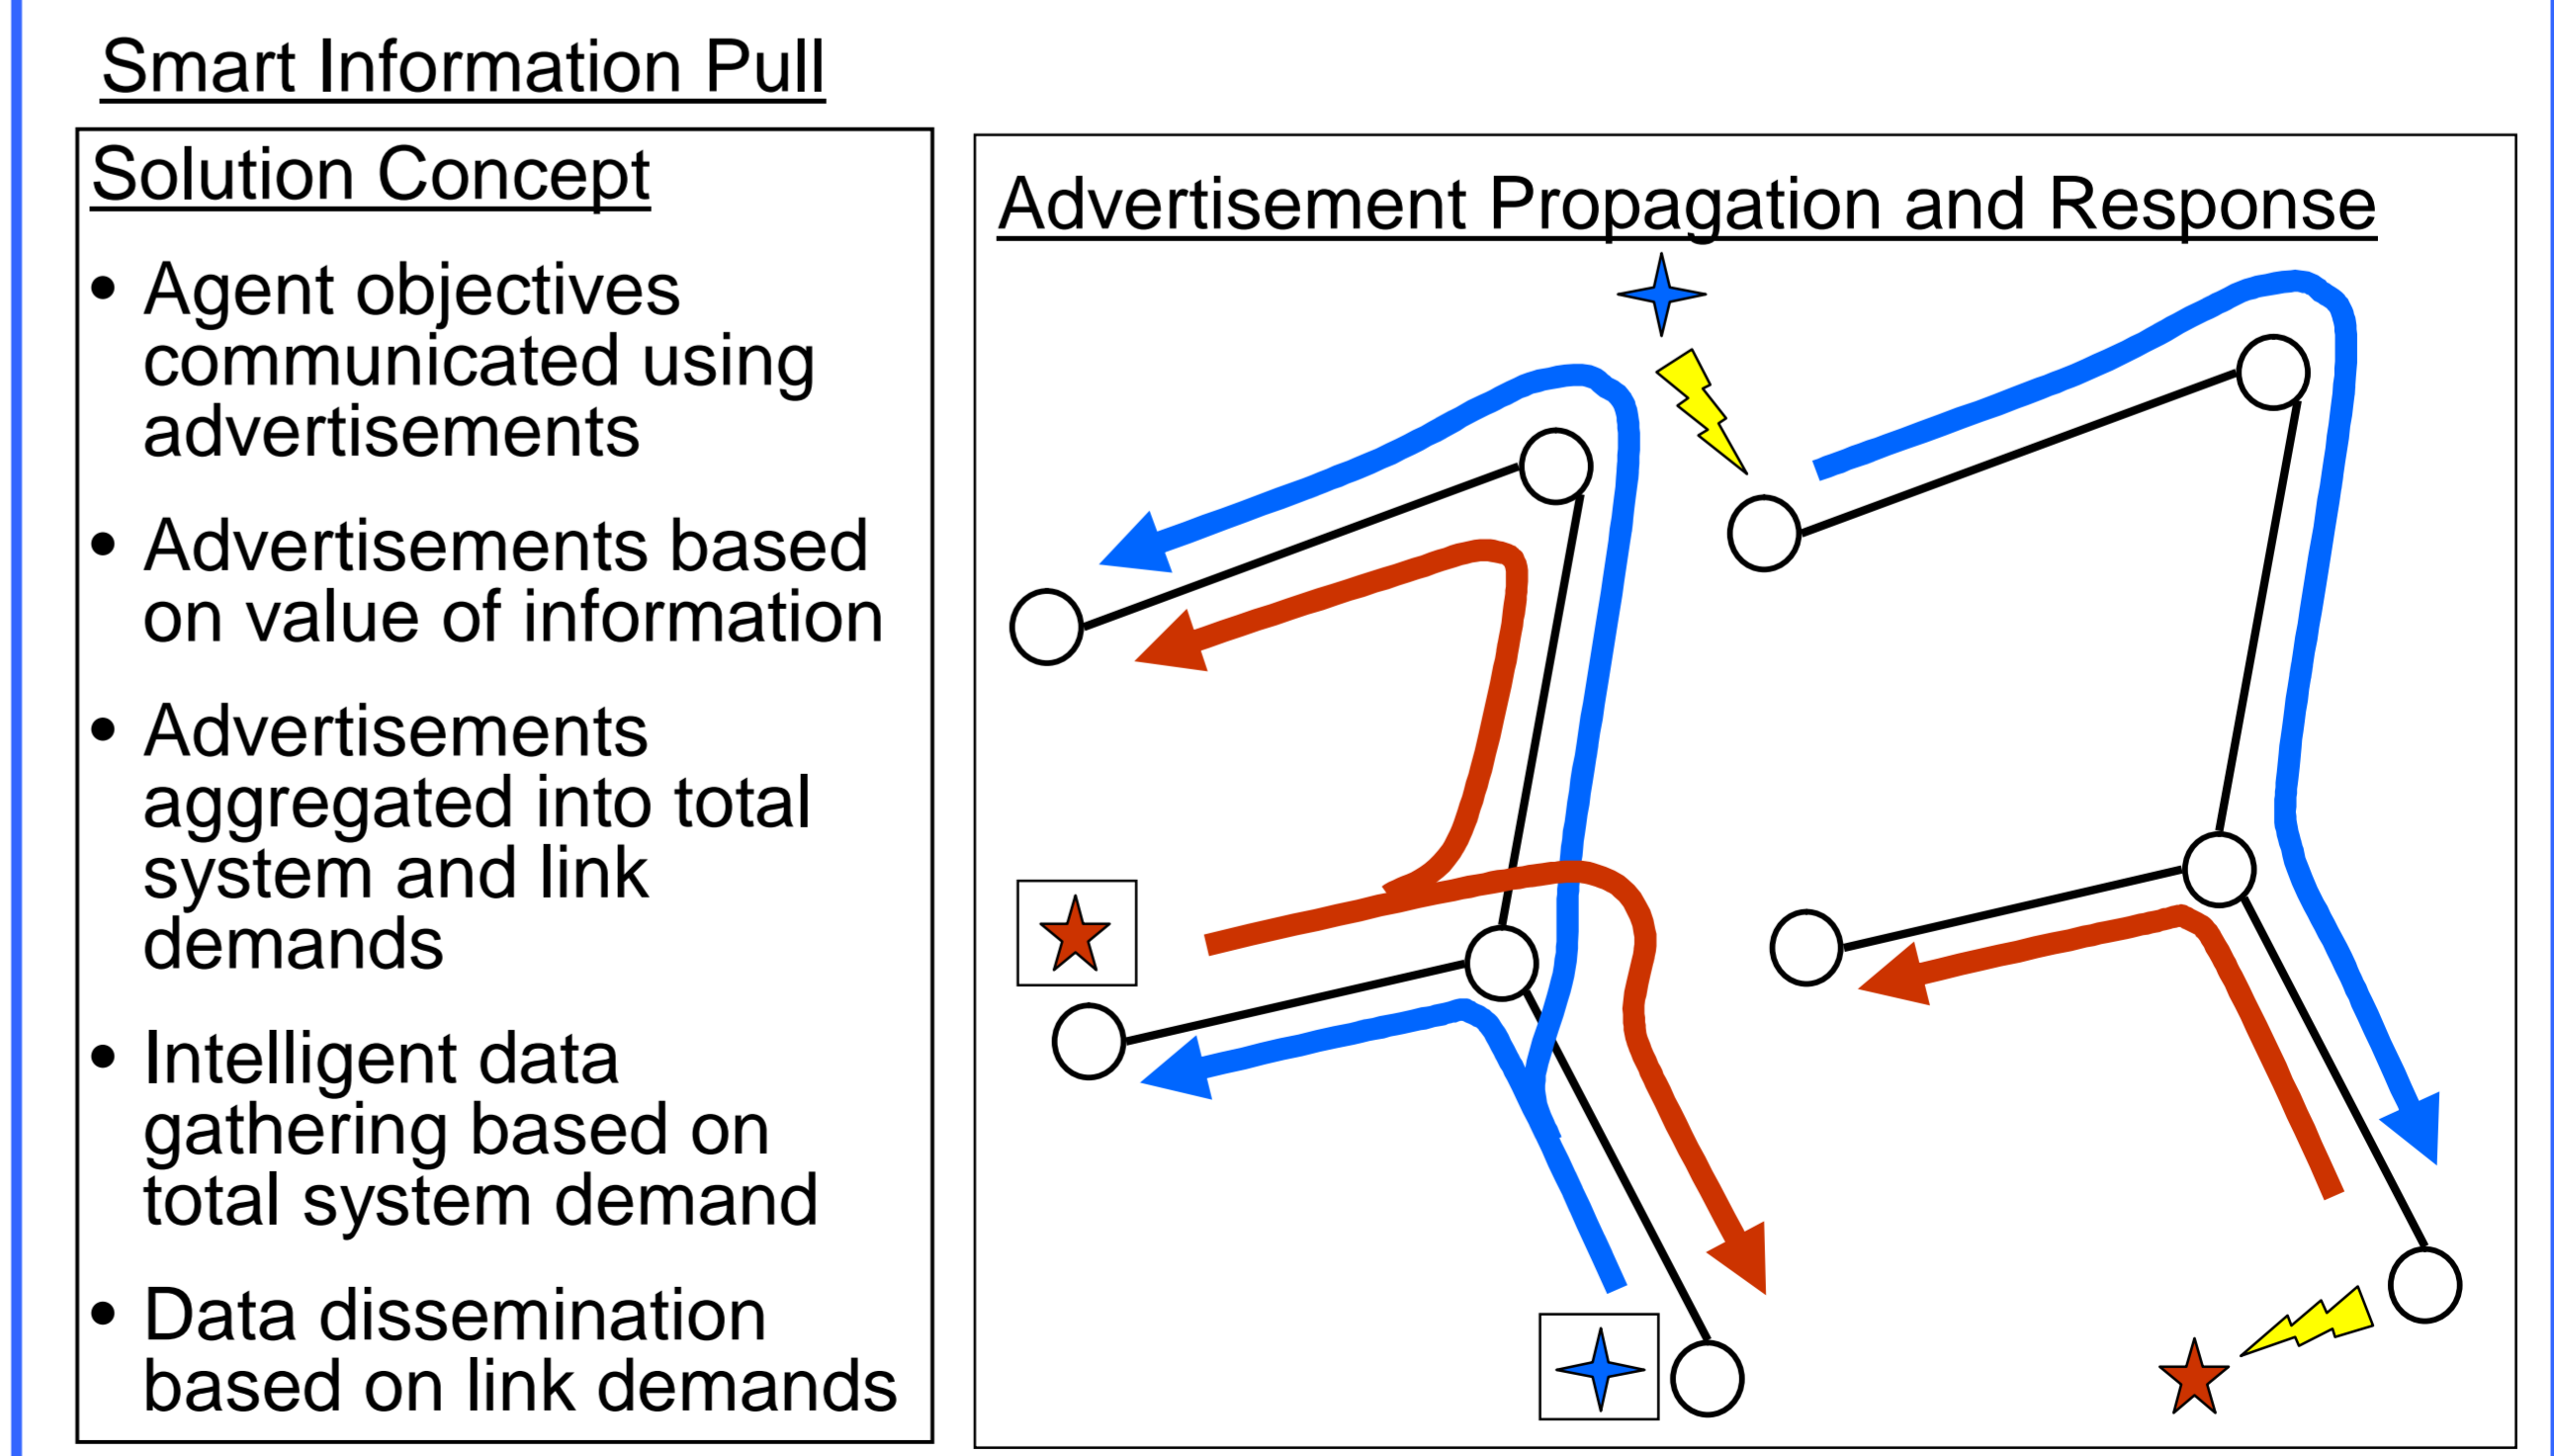 Smart Information Pull
Solution Concept
• Agent objectives
communicated using
advertisements
• Advertisements based
on value of information
• Advertisements
aggregated into total
system and link
demands
• Intelligent data
gathering based on
total system demand
• Data dissemination
based on link demands
Advertisement Propagation and Response